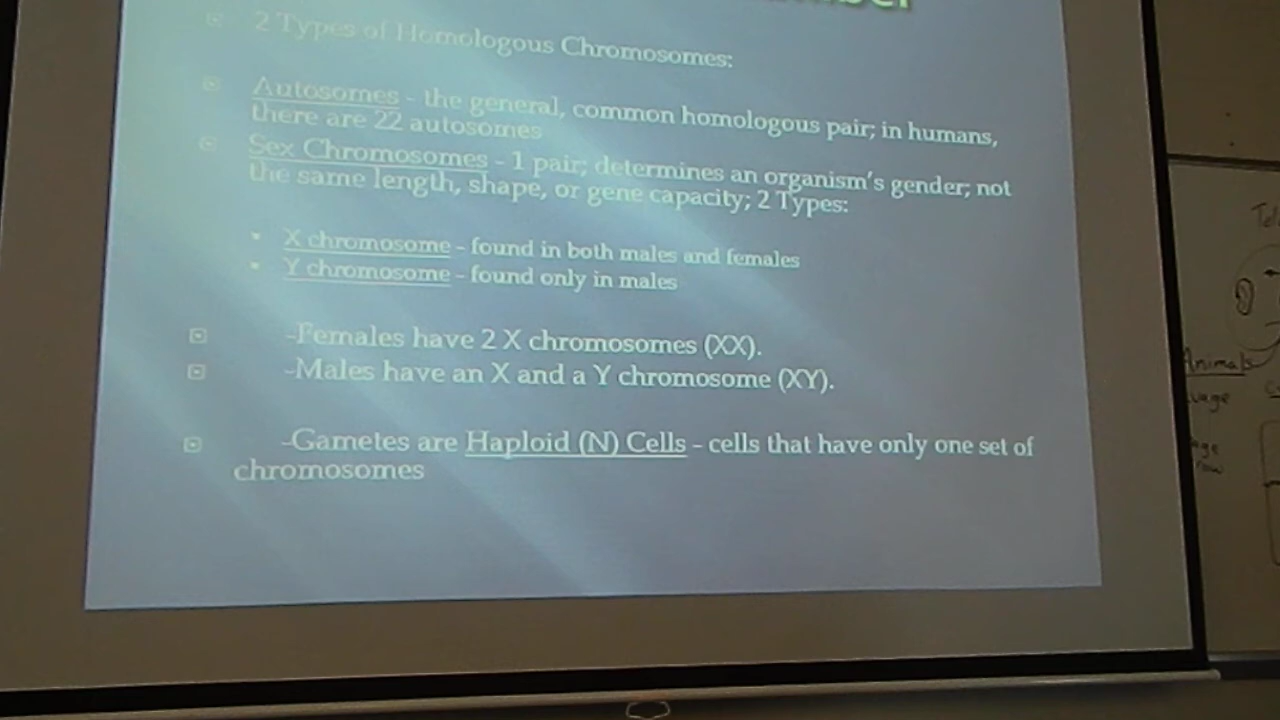 2 Types of Homologous Chromosomes:
Autosomes - the general, common homologous pair; in humans,
there are 22 autosomes
Sex Chromosomes - 1 pair; determines an organism's gender; not
the same length, shape, or gene capacity; 2 Types:
X chromosome - found in both males and females
Y chromosome - found only in males
-Females have 2 X chromosomes (XX).
-Males have an X and a Y chromosome (XY).
-Gametes are Haploid (N) Cells - cells that have only one set of
chromosomes
Animals